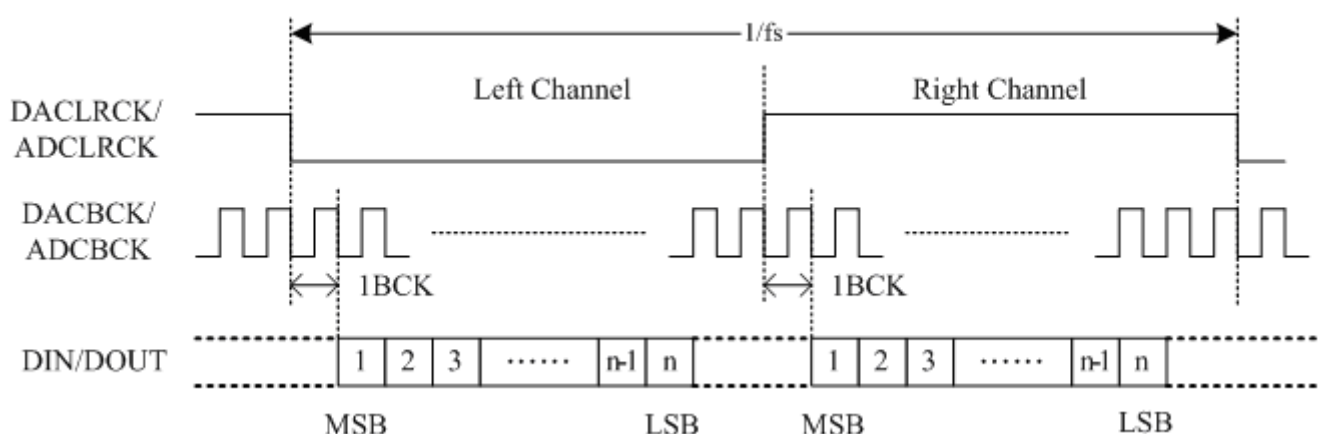 1/fs
Left Channel Right Channel
DACLRCK/
ADCLRCK
DACBCK/
ADCBCK
1BCK 1BCK
DIN/DOUT 1 2 3 ...... n-1 n 1 2 3 ...... n-1 n
MSB LSB MSB LSB